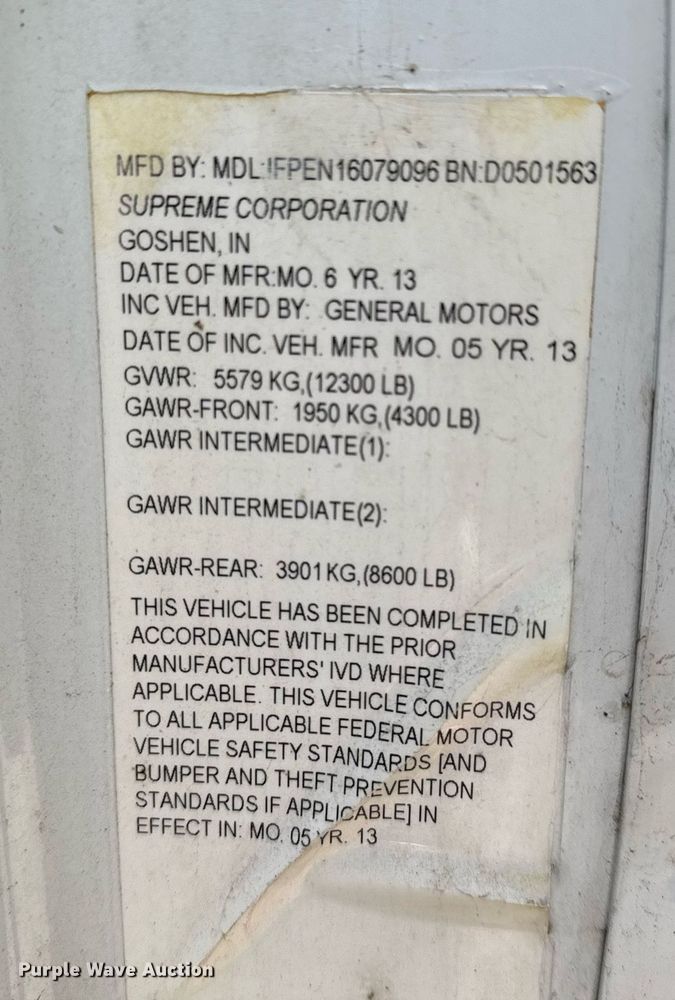 MFD BY: MDL:IFPEN16079096 BN:D0501563
SUPREME CORPORATION
GOSHEN, IN
DATE OF MFR:MO. 6 YR. 13
INC VEH. MFD BY: GENERAL MOTORS
DATE OF INC. VEH. MFR MO. 05 YR. 13
GVWR: 5579 KG,(12300 LB)
GAWR-FRONT: 1950 KG,(4300 LB)
GAWR INTERMEDIATE(1):
GAWR INTERMEDIATE(2):
GAWR-REAR: 3901 KG,(8600 LB)
THIS VEHICLE HAS BEEN COMPLETED IN
ACCORDANCE WITH THE PRIOR
MANUFACTURERS' IVD WHERE
APPLICABLE. THIS VEHICLE CONFORMS
TO ALL APPLICABLE FEDERAL MOTOR
VEHICLE SAFETY STANDARDS [AND
BUMPER AND THEFT PREVENTION
STANDARDS IF APPLICABLE] IN
EFFECT IN: MO. 05 YR. 13
Purple Wave Auction